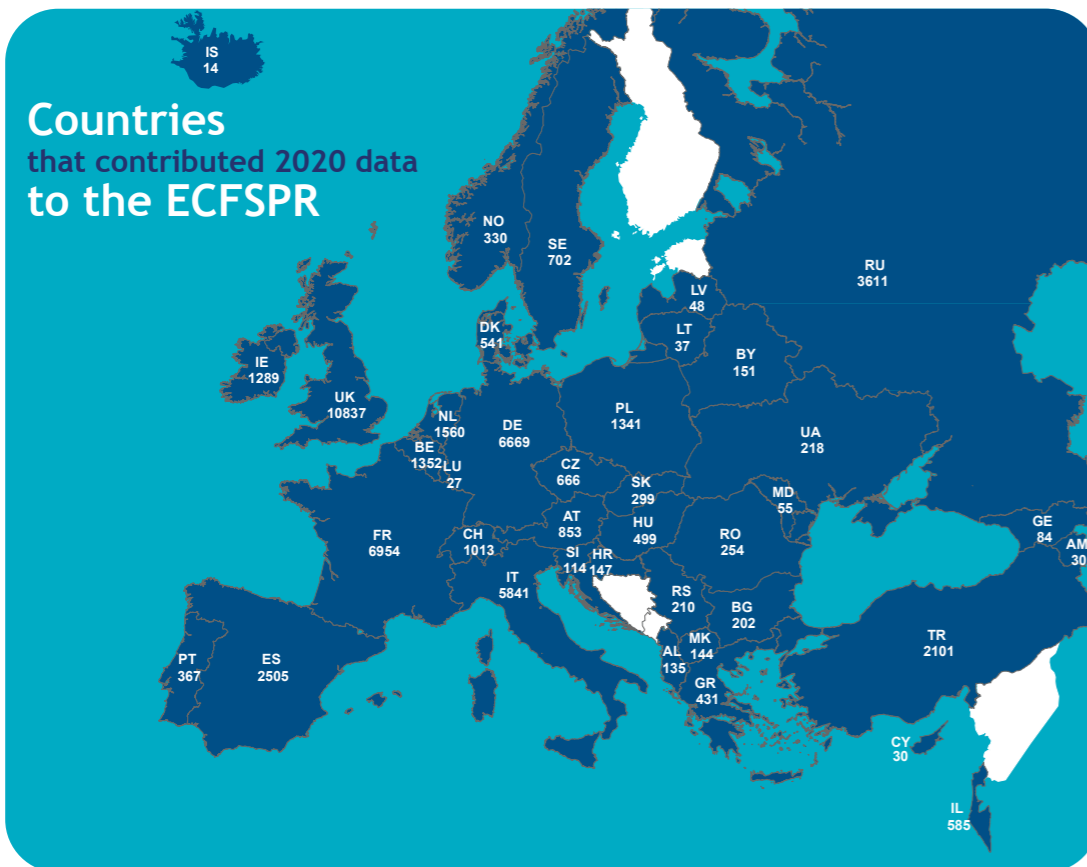 IS
14
Countries
that contributed 2020 data
to the ECFSPR
NO
330
SE
702
RU
3611
LV
48
DK
541
LT
37
BY
151
IE
1289
UK
10837
NL
1560
DE
6669
PL
1341
UA
218
BE
1352
LU
27
CZ
666
SK
299
MD
55
FR
6954
CH
1013
AT
853
HU
499
RO
254
GE
84
AM
30
SI
114
HR
147
IT
5841
RS
210
BG
202
PT
367
ES
2505
AL
135
MK
144
TR
2101
GR
431
CY
30
IL
585